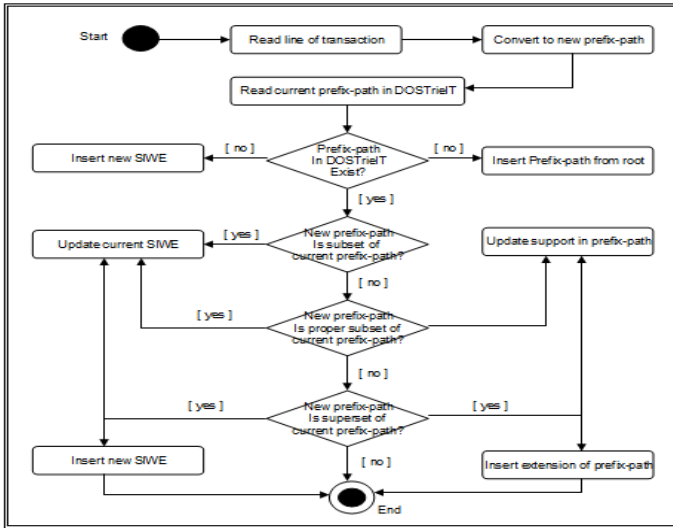 Start
Read line of transaction
Convert to new prefix-path
Read current prefix-path in DOSTrieIT
Insert new SIWE
[ no ]
Prefix-path
In DOSTrieIT
Exist?
[ no ]
Insert Prefix-path from root
[ yes ]
Update current SIWE
[ yes ]
New prefix-path
Is subset of
current prefix-path?
Update support in prefix-path
[ no ]
[ yes ]
New prefix-path
Is proper subset of
current prefix-path?
[ no ]
[ yes ]
New prefix-path
Is superset of
current prefix-path?
[ yes ]
Insert new SIWE
[ no ]
Insert extension of prefix-path
End